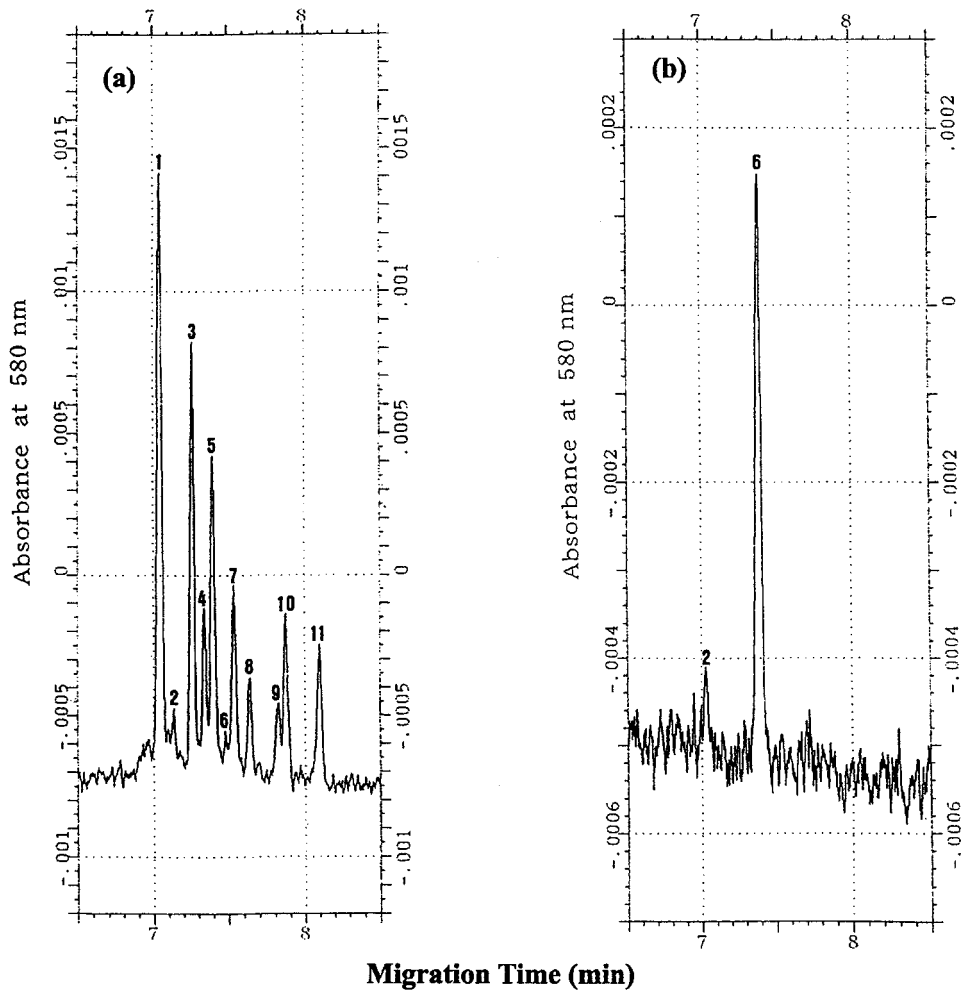 7 8
7 8
(a)
(b)
.0015 .001 .0005 0 -.0005 -.001
.0015 .001 .0005 0 -.0005 -.001
.0002 0 -.0002 -.0004 -.0006
.0002 0 -.0002 -.0004 -.0006
Absorbance at 580 nm
Absorbance at 580 nm
1
2
3
4
5
6
7
8
9
10
11
2
6
7 8
7 8
Migration Time (min)